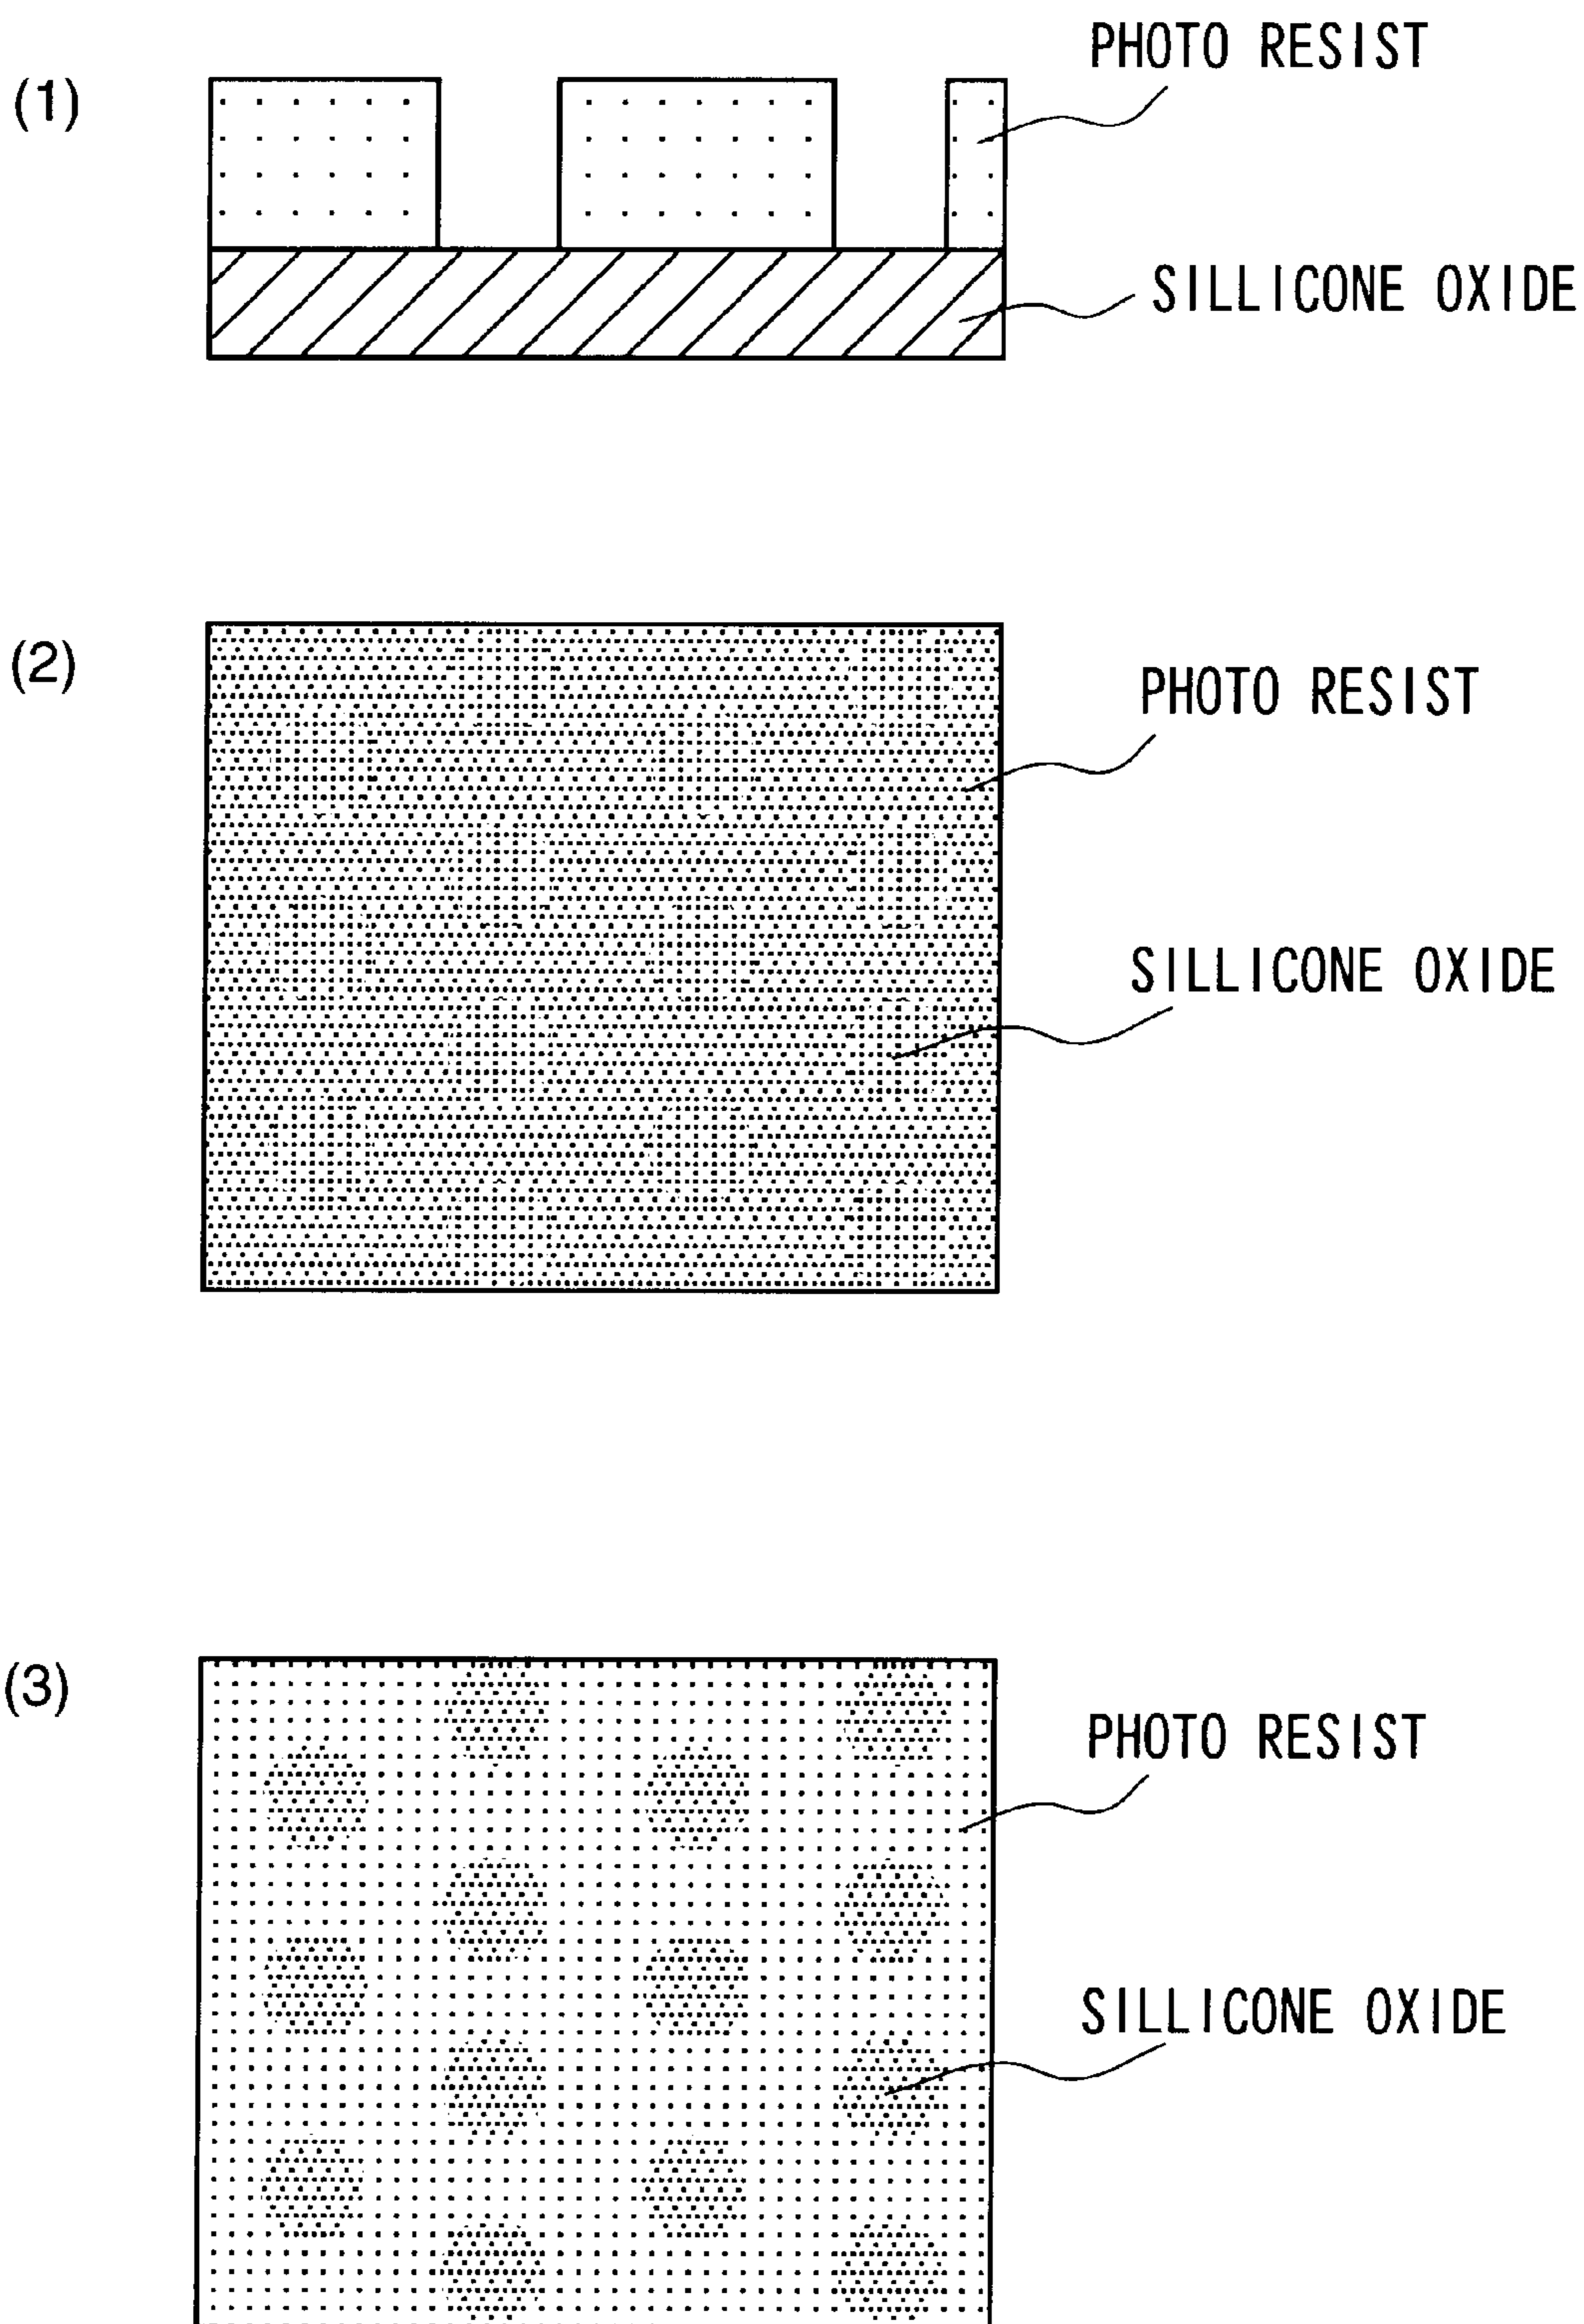 (1)
PHOTO RESIST
SILLICONE OXIDE
(2)
PHOTO RESIST
SILLICONE OXIDE
(3)
PHOTO RESIST
SILLICONE OXIDE